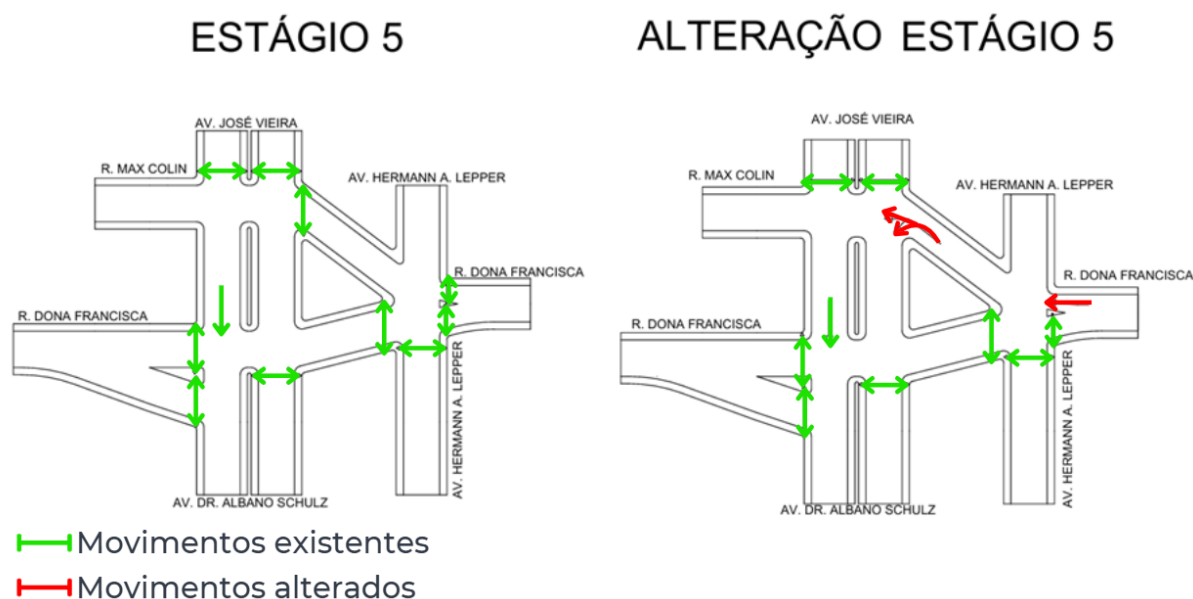 ESTÁGIO 5
AV. JOSÉ VIEIRA
R. MAX COLIN
AV. HERMANN A. LEPPER
R. DONA FRANCISCA
R. DONA FRANCISCA
AV. HERMANN A. LEPPER
AV. DR. ALBANO SCHULZ
Movimentos existentes
Movimentos alterados
ALTERAÇÃO ESTÁGIO 5
AV. JOSÉ VIEIRA
R. MAX COLIN
AV. HERMANN A. LEPPER
R. DONA FRANCISCA
R. DONA FRANCISCA
AV. HERMANN A. LEPPER
AV. DR. ALBANO SCHULZ